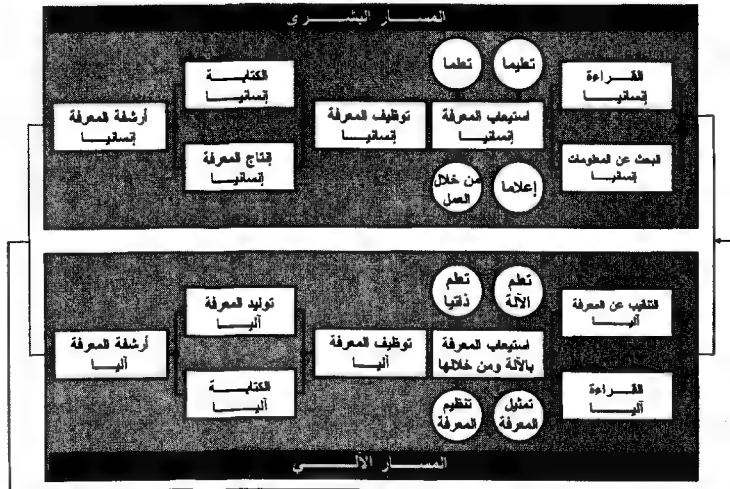 المسار البشري
القراءة
إنسانيا
البحث عن المعلومات
إنسانيا
تعليما
تعلما
استيعاب المعرفة
إنسانيا
إعلاما
من خلال
العمل
توظيف المعرفة
إنسانيا
الكتابة
إنسانيا
إنتاج المعرفة
إنسانيا
أرشفة المعرفة
إنسانيا
التنقيب عن المعرفة
آليا
القراءة
آليا
تعلم
الآلة
تعلم
ذاتيا
استيعاب المعرفة
بالآلة ومن خلالها
تمثيل
المعرفة
تنظيم
المعرفة
توظيف المعرفة
آليا
توليد المعرفة
آليا
الكتابة
آليا
أرشفة المعرفة
آليا
المسار الآلي